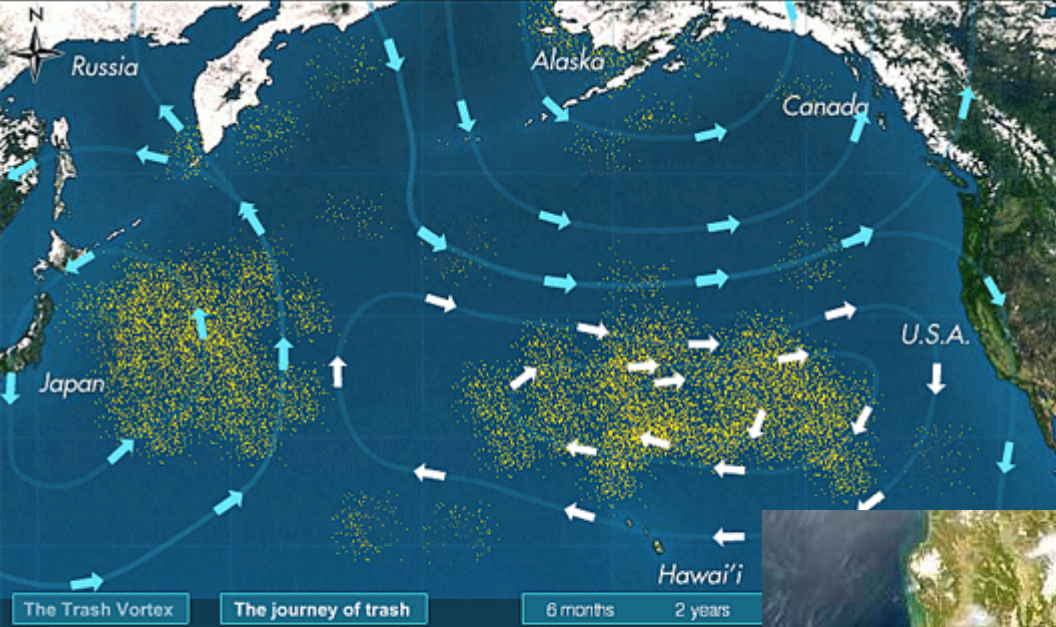 N
Russia
Alaska
Canada
U.S.A.
Japan
Hawai'i
The Trash Vortex
The journey of trash
6 months
2 years